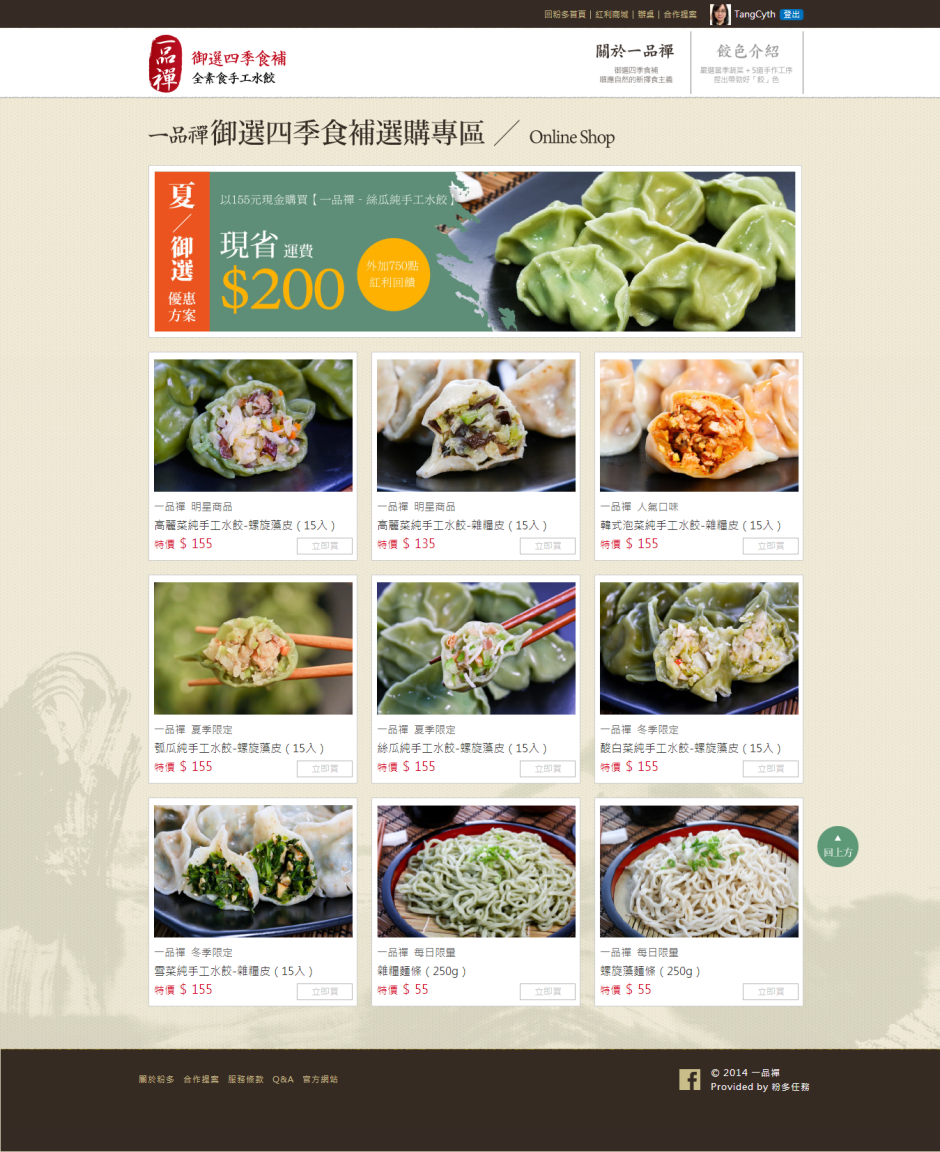 回粉多首頁 | 紅利商城 | 辦桌 | 合作提案 TangCyth 登出
一品禪
御選四季食補
全素食手工水餃
關於一品禪
御選四季食補
順應自然的新擇食主義
餃色介紹
嚴選當季蔬菜 + 5道手作工序
捏出帶勁好「餃」色
一品禪御選四季食補選購專區 ／ Online Shop
夏／御選
優惠方案
以155元現金購買【一品禪 - 絲瓜純手工水餃】
現省 運費
$200
外加750點
紅利回饋
一品禪 明星商品
高麗菜純手工水餃-螺旋藻皮 ( 15入 )
特價 $ 155
立即買
一品禪 明星商品
高麗菜純手工水餃-雜糧皮 ( 15入 )
特價 $ 135
立即買
一品禪 人氣口味
韓式泡菜純手工水餃-雜糧皮 ( 15入 )
特價 $ 155
立即買
一品禪 夏季限定
瓠瓜純手工水餃-螺旋藻皮 ( 15入 )
特價 $ 155
立即買
一品禪 夏季限定
絲瓜純手工水餃-螺旋藻皮 ( 15入 )
特價 $ 155
立即買
一品禪 冬季限定
酸白菜純手工水餃-螺旋藻皮 ( 15入 )
特價 $ 155
立即買
一品禪 冬季限定
雪菜純手工水餃-雜糧皮 ( 15入 )
特價 $ 155
立即買
一品禪 每日限量
雜糧麵條 ( 250g )
特價 $ 55
立即買
一品禪 每日限量
螺旋藻麵條 ( 250g )
特價 $ 55
立即買
▲
回上方
關於粉多 合作提案 服務條款 Q&A 官方網站
© 2014 一品禪
Provided by 粉多任務